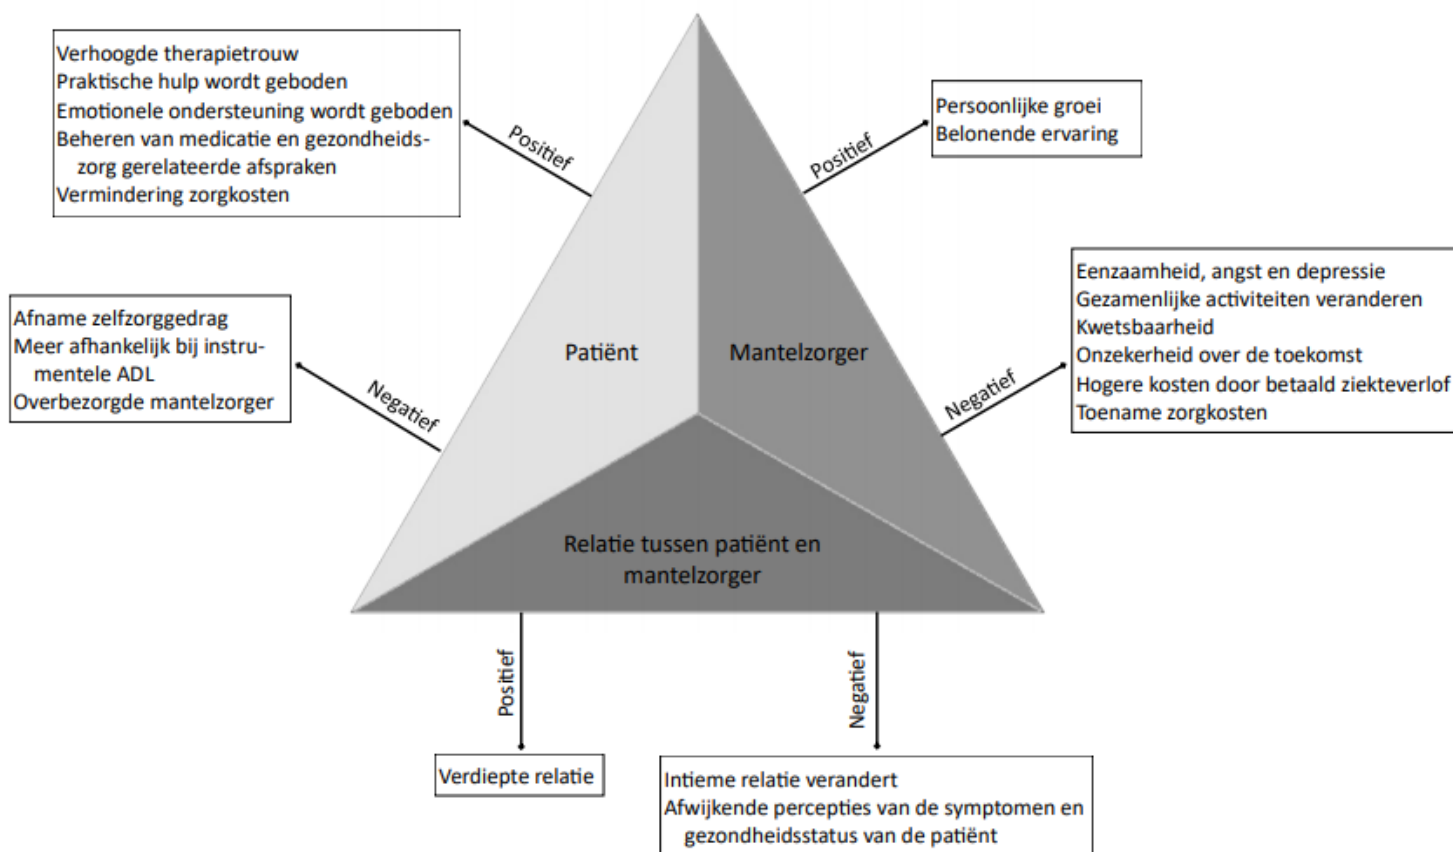 Verhoogde therapietrouw
Praktische hulp wordt geboden
Emotionele ondersteuning wordt geboden
Beheren van medicatie en gezondheids-
zorg gerelateerde afspraken
Vermindering zorgkosten
Positief
Persoonlijke groei
Belonende ervaring
Positief
Afname zelfzorggedrag
Meer afhankelijk bij instru-
mentele ADL
Overbezorgde mantelzorger
Negatief
Patiënt
Mantelzorger
Eenzaamheid, angst en depressie
Gezamenlijke activiteiten veranderen
Kwetsbaarheid
Onzekerheid over de toekomst
Hogere kosten door betaald ziekteverlof
Toename zorgkosten
Negatief
Relatie tussen patiënt en
mantelzorger
Positief
Verdiepte relatie
Negatief
Intieme relatie verandert
Afwijkende percepties van de symptomen en
gezondheidsstatus van de patiënt